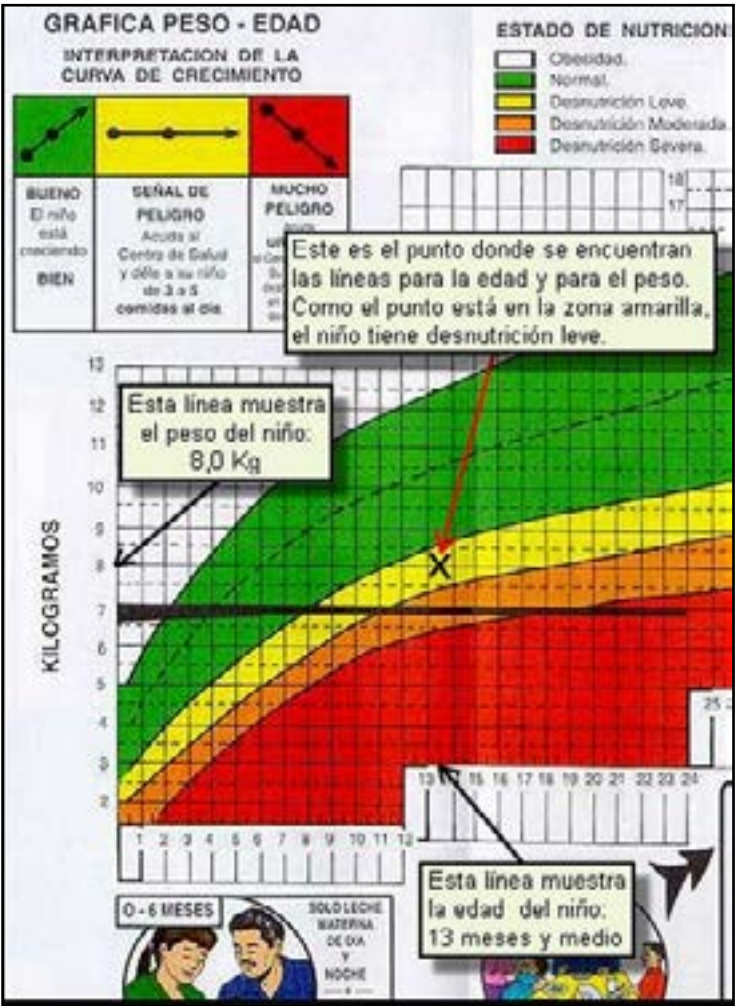 GRAFICA PESO - EDAD
INTERPRETACION DE LA
CURVA DE CRECIMIENTO
BUENO
El niño
está
creciendo
BIEN
SEÑAL DE
PELIGRO
Acuda al
Centro de Salud
y déle a su niño
de 3 a 5
comidas al día
MUCHO
PELIGRO
ESTADO DE NUTRICION:
Obesidad.
Normal.
Desnutrición Leve.
Desnutrición Moderada.
Desnutrición Severa.
18
17
Este es el punto donde se encuentran
las líneas para la edad y para el peso.
Como el punto está en la zona amarilla,
el niño tiene desnutrición leve.
Esta línea muestra
el peso del niño:
8,0 Kg
KILOGRAMOS
13
12
11
10
9
8
7
6
5
4
3
2
X
25
13 15 16 17 18 19 20 21 22 23 24
1 2 3 4 5 6 7 8 9 10 11 12
Esta línea muestra
la edad del niño:
13 meses y medio
0 - 6 MESES
SOLO LECHE
MATERNA
DE DIA
Y
NOCHE